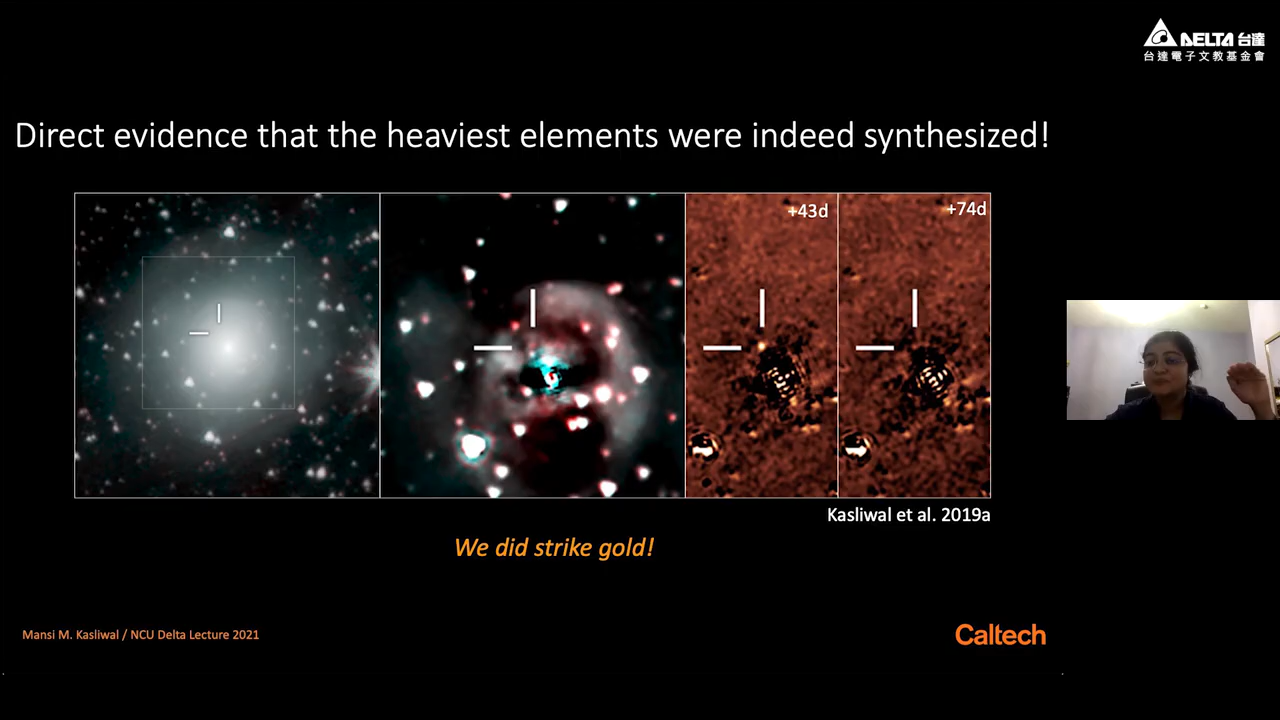 DELTA 台達
台達電子文教基金會
Direct evidence that the heaviest elements were indeed synthesized!
+43d
+74d
Kasliwal et al. 2019a
We did strike gold!
Mansi M. Kasliwal / NCU Delta Lecture 2021
Caltech